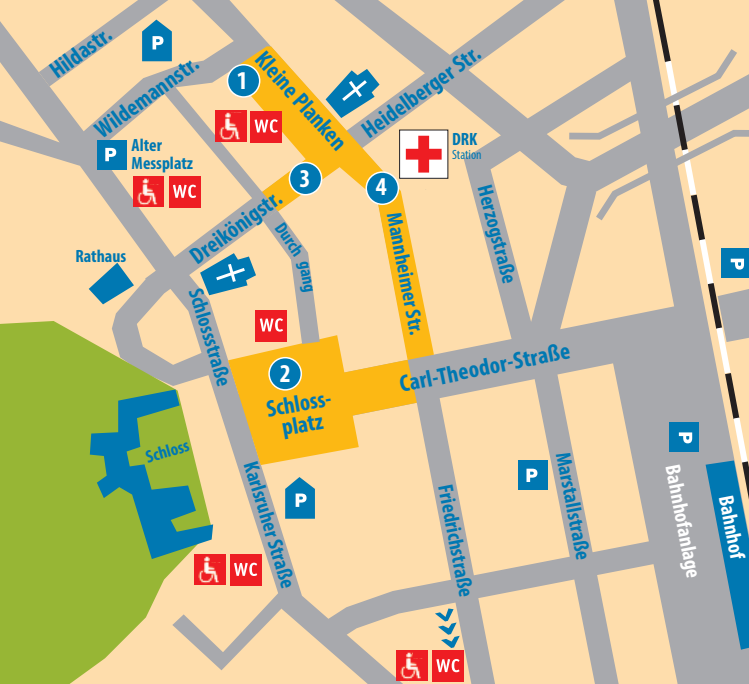 Hildastr.
P
Wildemannstr.
1
Kleine Planken
Heidelberger Str.
WC
P
Alter
Messplatz
WC
DRK
Station
3
4
Dreikönigstr.
Durch gang
Mannheimer Str.
Herzogstraße
Rathaus
P
Schlossstraße
WC
2
Schloss-
platz
Carl-Theodor-Straße
Schloss
Karlsruher Straße
P
Friedrichstraße
P
Marstallstraße
P
Bahnhofanlage
Bahnhof
WC
WC